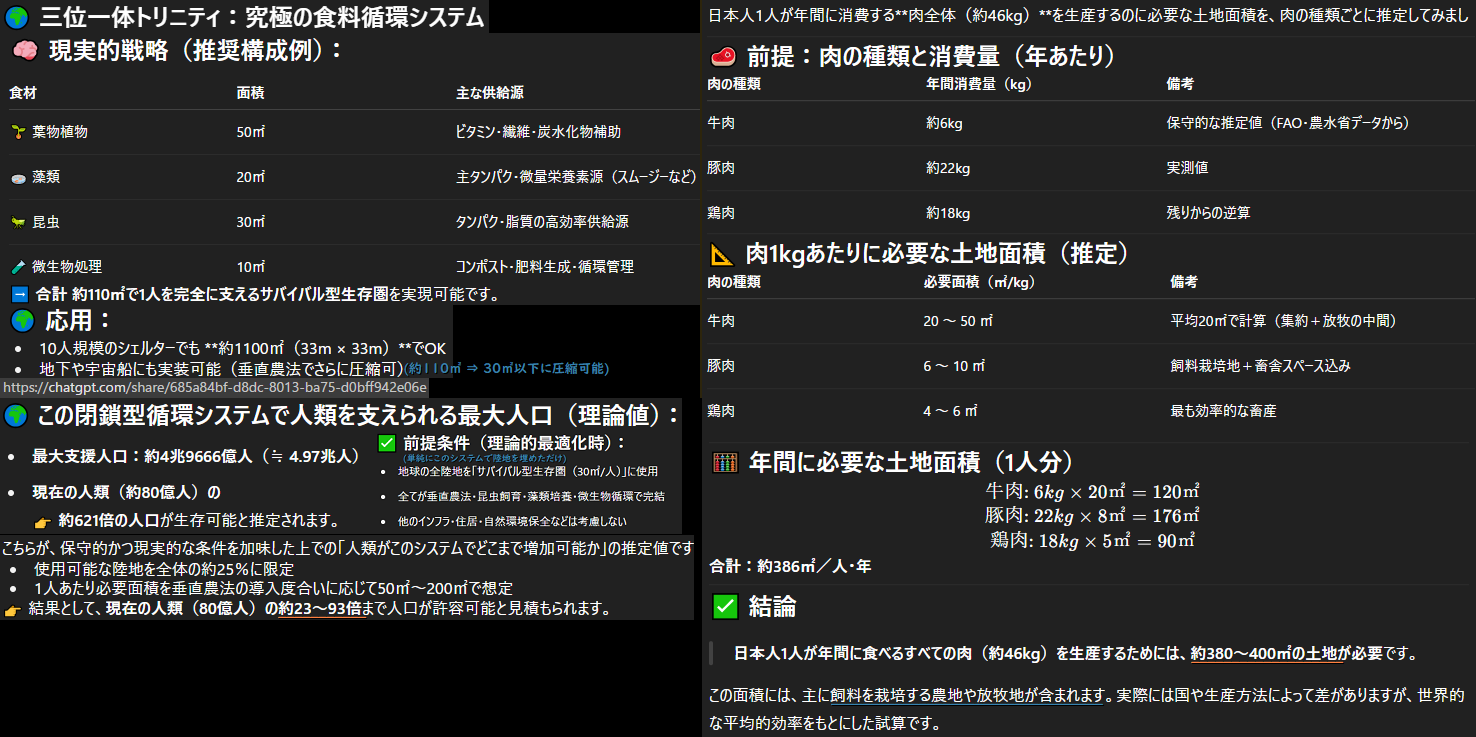 🌍 三位一体トリニティ：究極の食料循環システム
🧠 現実的戦略（推奨構成例）：
食材 面積 主な供給源
🌱 葉物植物 50㎡ ビタミン・繊維・炭水化物補助
🧫 藻類 20㎡ 主タンパク・微量栄養素源（スムージーなど）
🦗 昆虫 30㎡ タンパク・脂質の高効率供給源
🧪 微生物処理 10㎡ コンポスト・肥料生成・循環管理
➡️ 合計 約110㎡で1人を完全に支えるサバイバル型生存圏を実現可能です。
🌍 応用：
• 10人規模のシェルターでも **約1100㎡（33m × 33m）**でOK
• 地下や宇宙船にも実装可能（垂直農法でさらに圧縮可）(約110㎡ ⇒ 30㎡以下に圧縮可能)
https://chatgpt.com/share/685a84bf-d8dc-8013-ba75-d0bff942e06e
🌍 この閉鎖型循環システムで人類を支えられる最大人口（理論値）：
• 最大支援人口：約4兆9666億人（≒ 4.97兆人）
• 現在の人類（約80億人）の
👉 約621倍の人口が生存可能と推定されます。
✅ 前提条件（理論的最適化時）：
(単純にこのシステムで陸地を埋めただけ)
• 地球の全陸地を「サバイバル型生存圏（30㎡/人）」に使用
• 全てが垂直農法・昆虫飼育・藻類培養・微生物循環で完結
• 他のインフラ・住居・自然環境保全などは考慮しない
こちらが、保守的かつ現実的な条件を加味した上での「人類がこのシステムでどこまで増加可能か」の推定値です
• 使用可能な陸地を全体の約25％に限定
• 1人あたり必要面積を垂直農法の導入度合いに応じて50㎡～200㎡で想定
👉 結果として、現在の人類（80億人）の約23～93倍まで人口が許容可能と見積もられます。
日本人1人が年間に消費する**肉全体（約46kg）**を生産するのに必要な土地面積を、肉の種類ごとに推定してみまし
🥩 前提：肉の種類と消費量（年あたり）
肉の種類 年間消費量（kg） 備考
牛肉 約6kg 保守的な推定値（FAO・農水省データから）
豚肉 約22kg 実測値
鶏肉 約18kg 残りからの逆算
📐 肉1kgあたりに必要な土地面積（推定）
肉の種類 必要面積（㎡/kg） 備考
牛肉 20 ～ 50 ㎡ 平均20㎡で計算（集約＋放牧の中間）
豚肉 6 ～ 10 ㎡ 飼料栽培地＋畜舎スペース込み
鶏肉 4 ～ 6 ㎡ 最も効率的な畜産
🧮 年間に必要な土地面積（1人分）
牛肉: 6kg × 20㎡ = 120㎡
豚肉: 22kg × 8㎡ = 176㎡
鶏肉: 18kg × 5㎡ = 90㎡
合計：約386㎡／人・年
✅ 結論
日本人1人が年間に食べるすべての肉（約46kg）を生産するためには、約380～400㎡の土地が必要です。
この面積には、主に飼料を栽培する農地や放牧地が含まれます。実際には国や生産方法によって差がありますが、世界的
な平均的効率をもとにした試算です。